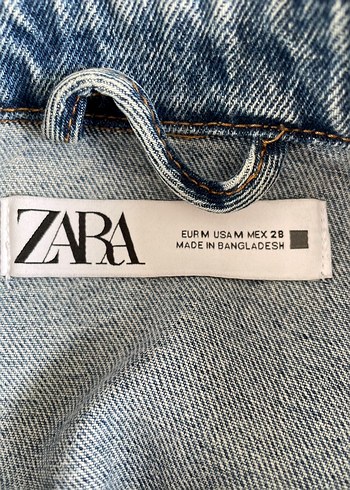 ZARA
EUR M USA M MEX 28
MADE IN BANGLADESH